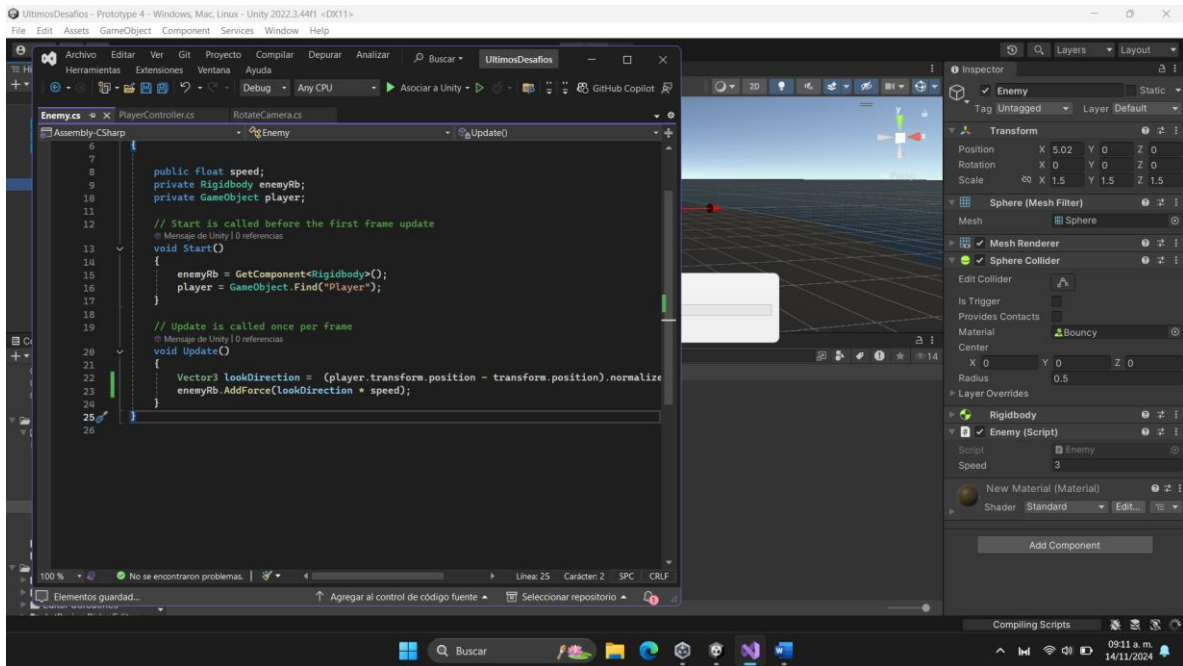 UltimosDesafios - Prototype 4 - Windows, Mac, Linux - Unity 2022.3.44f1 <DX11>
File Edit Assets GameObject Component Services Window Help
Archivo Editar Ver Git Proyecto Compilar Depurar Analizar Buscar UltimosDesafios
Herramientas Extensiones Ventana Ayuda
Debug Any CPU Asociar a Unity GitHub Copilot
Enemy.cs PlayerController.cs RotateCamera.cs
Assembly-CSharp Enemy Update()
6 {
7
8 public float speed;
9 private Rigidbody enemyRb;
10 private GameObject player;
11
12 // Start is called before the first frame update
Mensaje de Unity | 0 referencias
13 void Start()
14 {
15 enemyRb = GetComponent<Rigidbody>();
16 player = GameObject.Find("Player");
17 }
18
19 // Update is called once per frame
Mensaje de Unity | 0 referencias
20 void Update()
21 {
22 Vector3 lookDirection = (player.transform.position - transform.position).normalize
23 enemyRb.AddForce(lookDirection * speed);
24 }
25 }
26
100 % No se encontraron problemas. Línea: 25 Carácter: 2 SPC CRLF
Elementos guardad... Agregar al control de código fuente Seleccionar repositorio
2D
y
x
Persp
14
Layers Layout
Inspector
Enemy Static
Tag Untagged Layer Default
Transform
Position X 5.02 Y 0 Z 0
Rotation X 0 Y 0 Z 0
Scale X 1.5 Y 1.5 Z 1.5
Sphere (Mesh Filter)
Mesh Sphere
Mesh Renderer
Sphere Collider
Edit Collider
Is Trigger
Provides Contacts
Material Bouncy
Center
X 0 Y 0 Z 0
Radius 0.5
Layer Overrides
Rigidbody
Enemy (Script)
Script Enemy
Speed 3
New Material (Material)
Shader Standard Edit...
Add Component
Compiling Scripts
Buscar
09:11 a. m.
14/11/2024